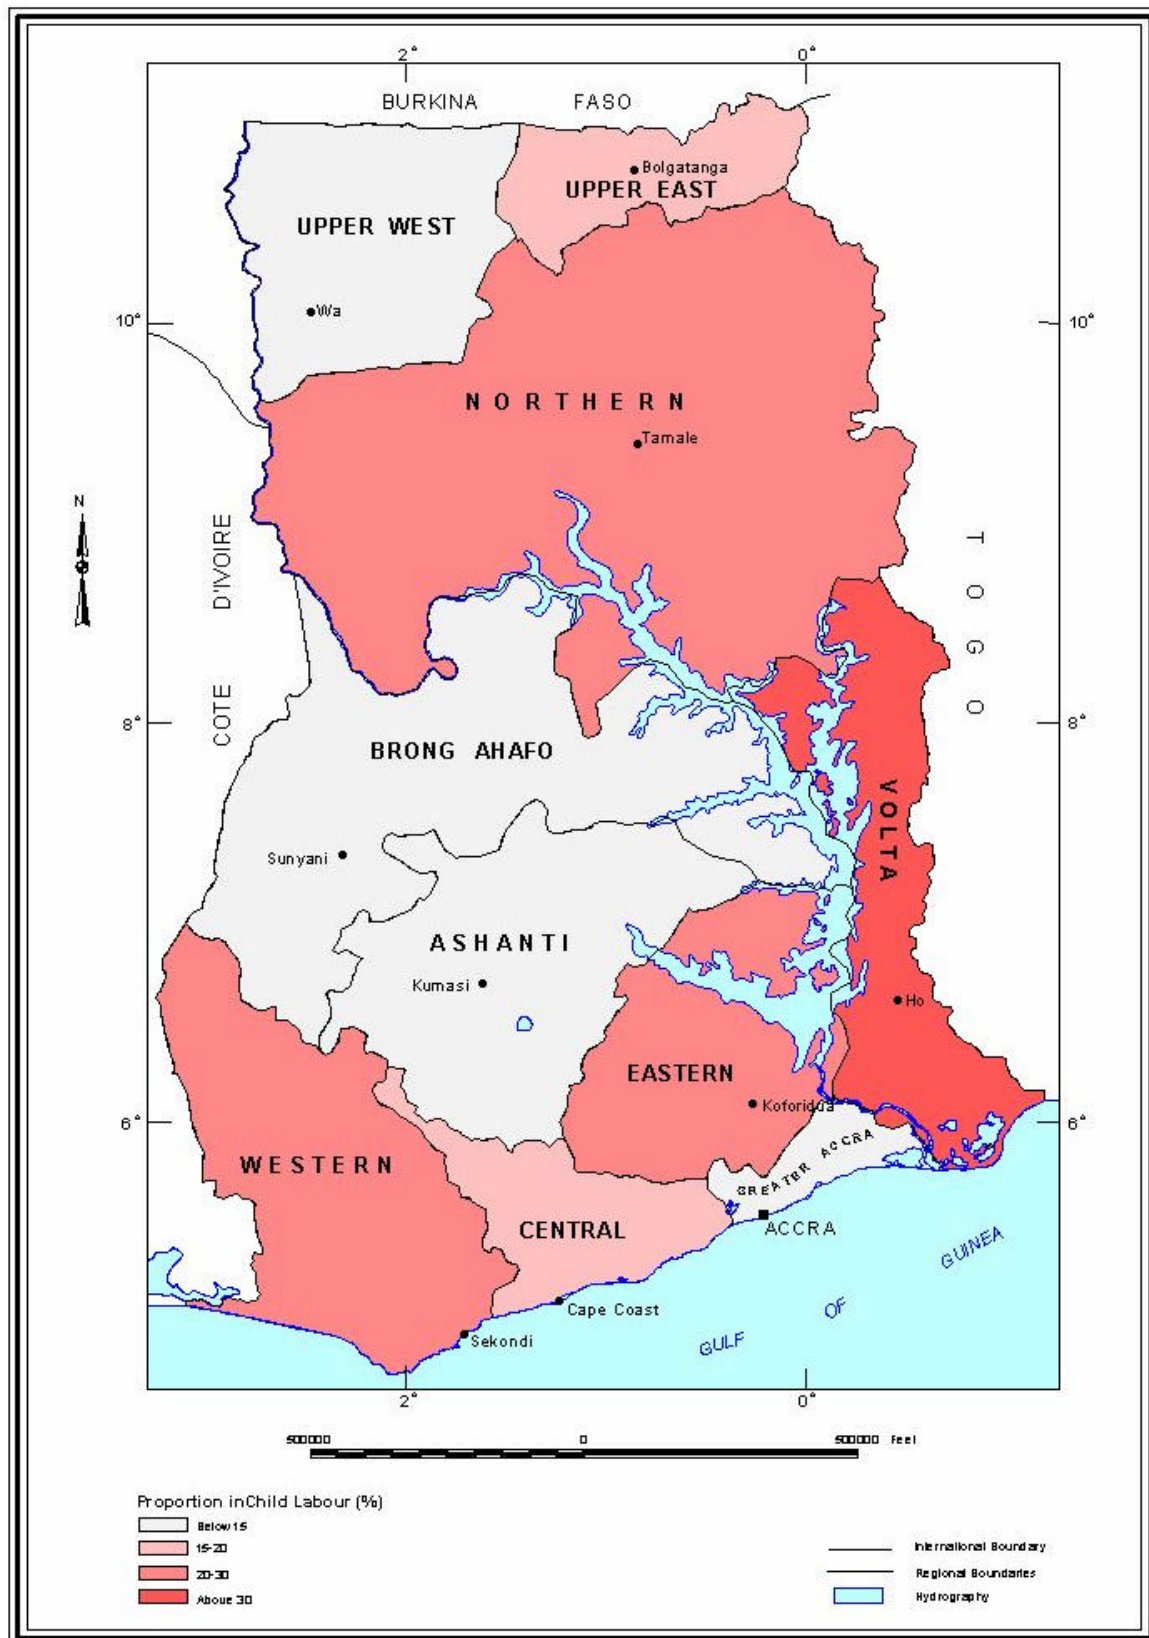 2° 0°
BURKINA FASO
Bolgatanga
UPPER EAST
UPPER WEST
Wa
10° 10°
NORTHERN
Tamale
N
COTE D'IVOIRE
TOGO
8° 8°
BRONG AHAFO
VOLTA
Sunyani
ASHANTI
Kumasi
Ho
EASTERN
Koforidua
6° 6°
WESTERN
GREATER ACCRA
CENTRAL
ACCRA
GULF OF GUINEA
Cape Coast
Sekondi
2° 0°
500000 0 500000 Feet
Proportion inChild Labour (%)
Below 15
15-20
20-30
Above 30
International Boundary
Regional Boundaries
Hydrography